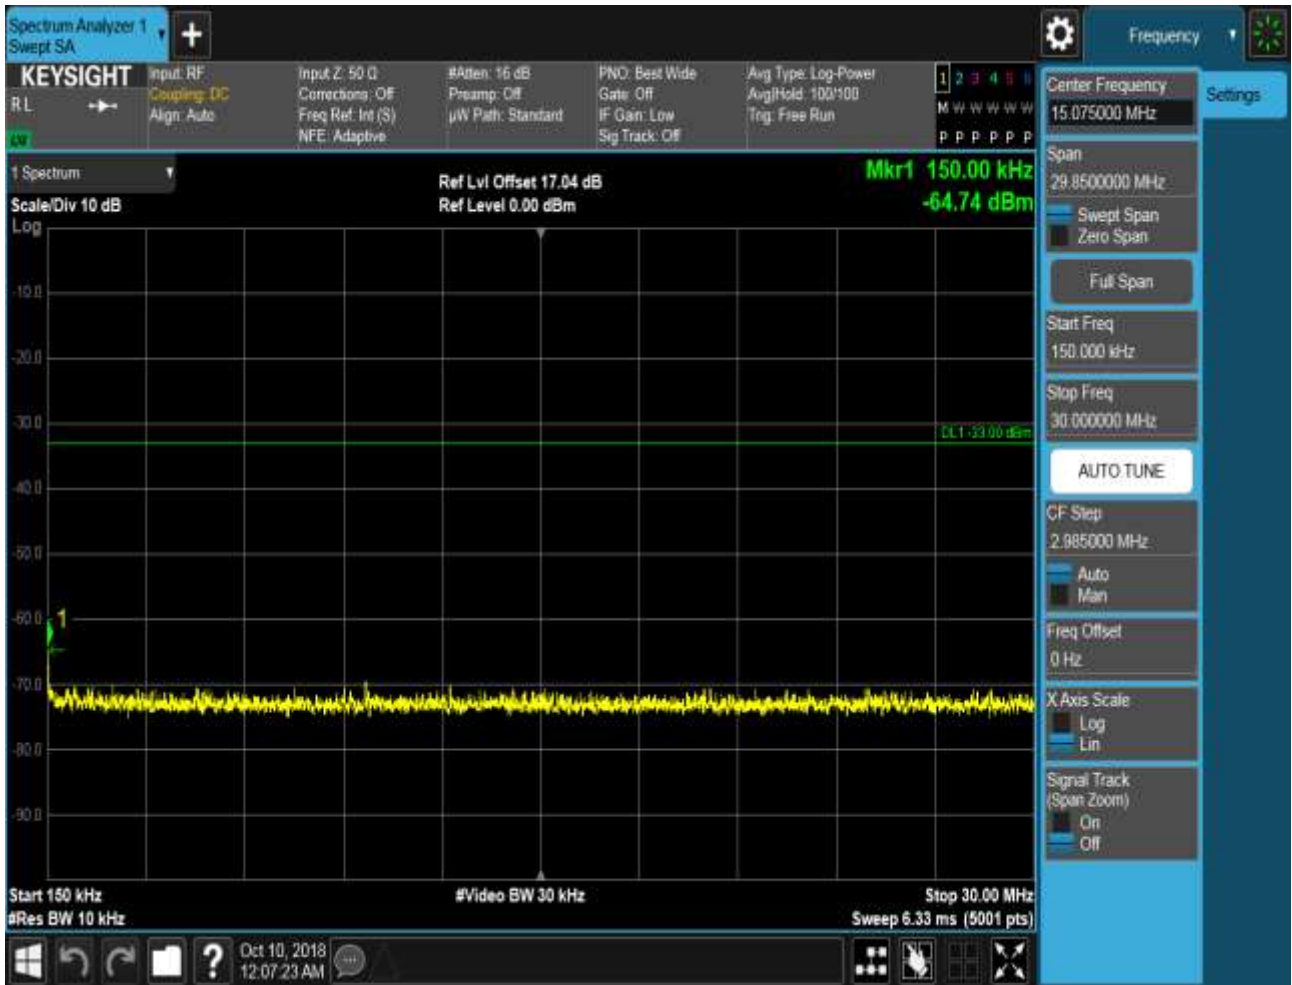 Spectrum Analyzer 1
Swept SA
Frequency
KEYSIGHT
RL
Input: RF
Coupling: DC
Align: Auto
Input Z: 50 Ω
Corrections: Off
Freq Ref: Int (S)
NFE: Adaptive
#Atten: 16 dB
Preamp: Off
µW Path: Standard
PNO: Best Wide
Gate: Off
IF Gain: Low
Sig Track: Off
Avg Type: Log-Power
Avg|Hold: 100/100
Trig: Free Run
1 2 3 4 5 6
M W W W W W
P P P P P P
1 Spectrum
Scale/Div 10 dB
Log
Ref Lvl Offset 17.04 dB
Ref Level 0.00 dBm
Mkr1 150.00 kHz
-64.74 dBm
-10.0
-20.0
-30.0
DL1 -33.00 dBm
-40.0
-50.0
-60.0
1
-70.0
-80.0
-90.0
Start 150 kHz
#Res BW 10 kHz
#Video BW 30 kHz
Stop 30.00 MHz
Sweep 6.33 ms (5001 pts)
?
Oct 10, 2018
12:07:23 AM
Center Frequency
15.075000 MHz
Settings
Span
29.8500000 MHz
Swept Span
Zero Span
Full Span
Start Freq
150.000 kHz
Stop Freq
30.000000 MHz
AUTO TUNE
CF Step
2.985000 MHz
Auto
Man
Freq Offset
0 Hz
X Axis Scale
Log
Lin
Signal Track
(Span Zoom)
On
Off